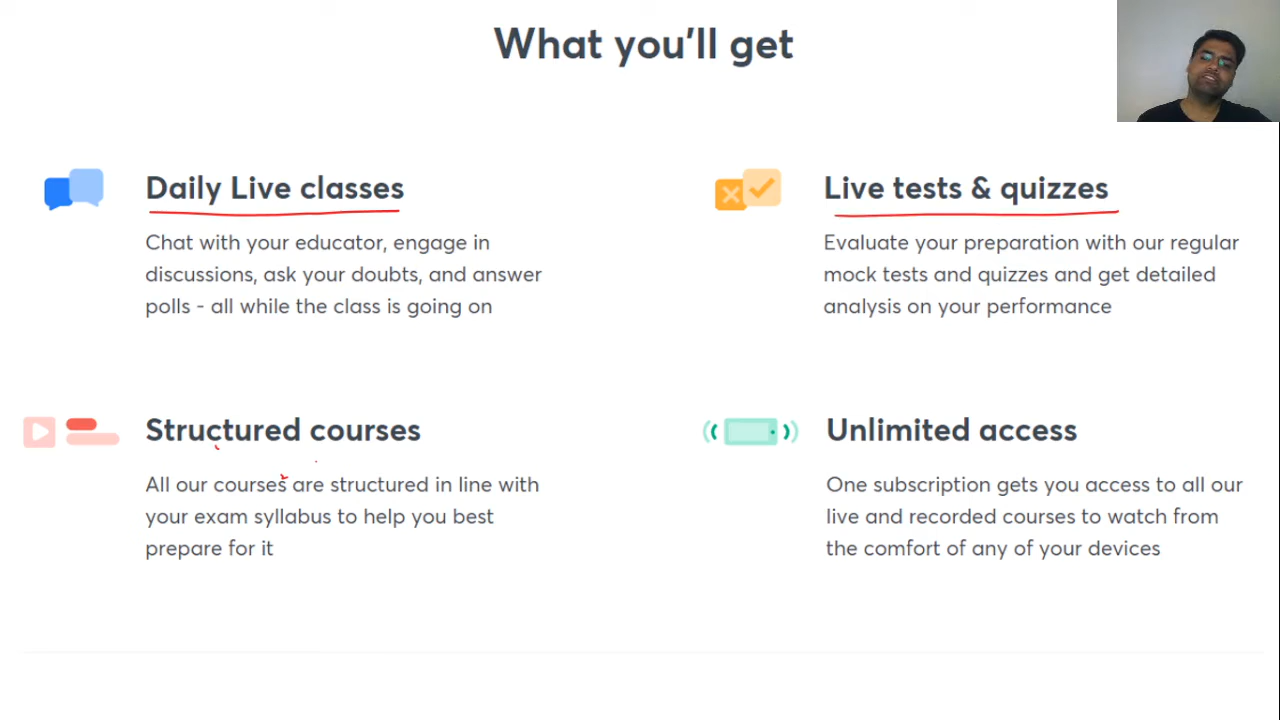 What you'll get
Daily Live classes
Chat with your educator, engage in
discussions, ask your doubts, and answer
polls - all while the class is going on
Live tests & quizzes
Evaluate your preparation with our regular
mock tests and quizzes and get detailed
analysis on your performance
Structured courses
All our courses are structured in line with
your exam syllabus to help you best
prepare for it
Unlimited access
One subscription gets you access to all our
live and recorded courses to watch from
the comfort of any of your devices